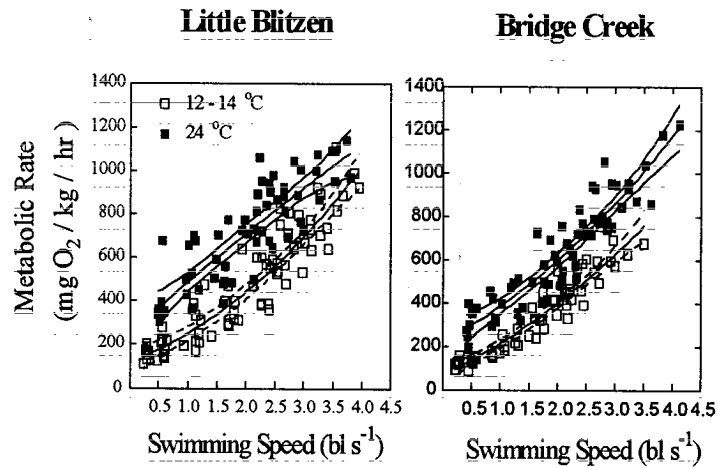 Little Blitzen
Bridge Creek
Metabolic Rate
(mg O₂ / kg / hr)
1400
1200
1000
800
600
400
200
0
12 - 14 °C
24 °C
0.5 1.0 1.5 2.0 2.5 3.0 3.5 4.0 4.5
Swimming Speed (bl s⁻¹)
1400
1200
1000
800
600
400
200
0
0.5 1.0 1.5 2.0 2.5 3.0 3.5 4.0 4.5
Swimming Speed (bl s⁻¹)